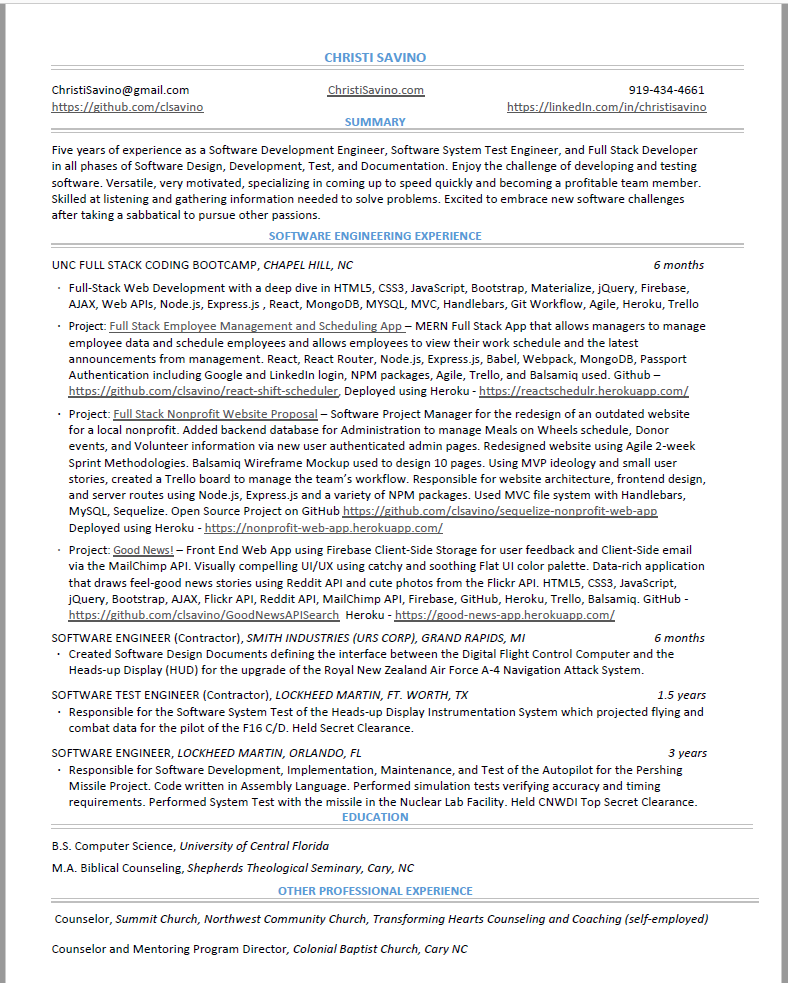 CHRISTI SAVINO
ChristiSavino@gmail.com ChristiSavino.com 919-434-4661
https://github.com/clsavino https://linkedIn.com/in/christisavino
SUMMARY
Five years of experience as a Software Development Engineer, Software System Test Engineer, and Full Stack Developer
in all phases of Software Design, Development, Test, and Documentation. Enjoy the challenge of developing and testing
software. Versatile, very motivated, specializing in coming up to speed quickly and becoming a profitable team member.
Skilled at listening and gathering information needed to solve problems. Excited to embrace new software challenges
after taking a sabbatical to pursue other passions.
SOFTWARE ENGINEERING EXPERIENCE
UNC FULL STACK CODING BOOTCAMP, CHAPEL HILL, NC 6 months
· Full-Stack Web Development with a deep dive in HTML5, CSS3, JavaScript, Bootstrap, Materialize, jQuery, Firebase,
AJAX, Web APIs, Node.js, Express.js , React, MongoDB, MYSQL, MVC, Handlebars, Git Workflow, Agile, Heroku, Trello
· Project: Full Stack Employee Management and Scheduling App – MERN Full Stack App that allows managers to manage
employee data and schedule employees and allows employees to view their work schedule and the latest
announcements from management. React, React Router, Node.js, Express.js, Babel, Webpack, MongoDB, Passport
Authentication including Google and LinkedIn login, NPM packages, Agile, Trello, and Balsamiq used. Github –
https://github.com/clsavino/react-shift-scheduler, Deployed using Heroku - https://reactschedulr.herokuapp.com/
· Project: Full Stack Nonprofit Website Proposal – Software Project Manager for the redesign of an outdated website
for a local nonprofit. Added backend database for Administration to manage Meals on Wheels schedule, Donor
events, and Volunteer information via new user authenticated admin pages. Redesigned website using Agile 2-week
Sprint Methodologies. Balsamiq Wireframe Mockup used to design 10 pages. Using MVP ideology and small user
stories, created a Trello board to manage the team's workflow. Responsible for website architecture, frontend design,
and server routes using Node.js, Express.js and a variety of NPM packages. Used MVC file system with Handlebars,
MySQL, Sequelize. Open Source Project on GitHub https://github.com/clsavino/sequelize-nonprofit-web-app
Deployed using Heroku - https://nonprofit-web-app.herokuapp.com/
· Project: Good News! – Front End Web App using Firebase Client-Side Storage for user feedback and Client-Side email
via the MailChimp API. Visually compelling UI/UX using catchy and soothing Flat UI color palette. Data-rich application
that draws feel-good news stories using Reddit API and cute photos from the Flickr API. HTML5, CSS3, JavaScript,
jQuery, Bootstrap, AJAX, Flickr API, Reddit API, MailChimp API, Firebase, GitHub, Heroku, Trello, Balsamiq. GitHub -
https://github.com/clsavino/GoodNewsAPISearch Heroku - https://good-news-app.herokuapp.com/
SOFTWARE ENGINEER (Contractor), SMITH INDUSTRIES (URS CORP), GRAND RAPIDS, MI 6 months
· Created Software Design Documents defining the interface between the Digital Flight Control Computer and the
Heads-up Display (HUD) for the upgrade of the Royal New Zealand Air Force A-4 Navigation Attack System.
SOFTWARE TEST ENGINEER (Contractor), LOCKHEED MARTIN, FT. WORTH, TX 1.5 years
· Responsible for the Software System Test of the Heads-up Display Instrumentation System which projected flying and
combat data for the pilot of the F16 C/D. Held Secret Clearance.
SOFTWARE ENGINEER, LOCKHEED MARTIN, ORLANDO, FL 3 years
· Responsible for Software Development, Implementation, Maintenance, and Test of the Autopilot for the Pershing
Missile Project. Code written in Assembly Language. Performed simulation tests verifying accuracy and timing
requirements. Performed System Test with the missile in the Nuclear Lab Facility. Held CNWDI Top Secret Clearance.
EDUCATION
B.S. Computer Science, University of Central Florida
M.A. Biblical Counseling, Shepherds Theological Seminary, Cary, NC
OTHER PROFESSIONAL EXPERIENCE
Counselor, Summit Church, Northwest Community Church, Transforming Hearts Counseling and Coaching (self-employed)
Counselor and Mentoring Program Director, Colonial Baptist Church, Cary NC